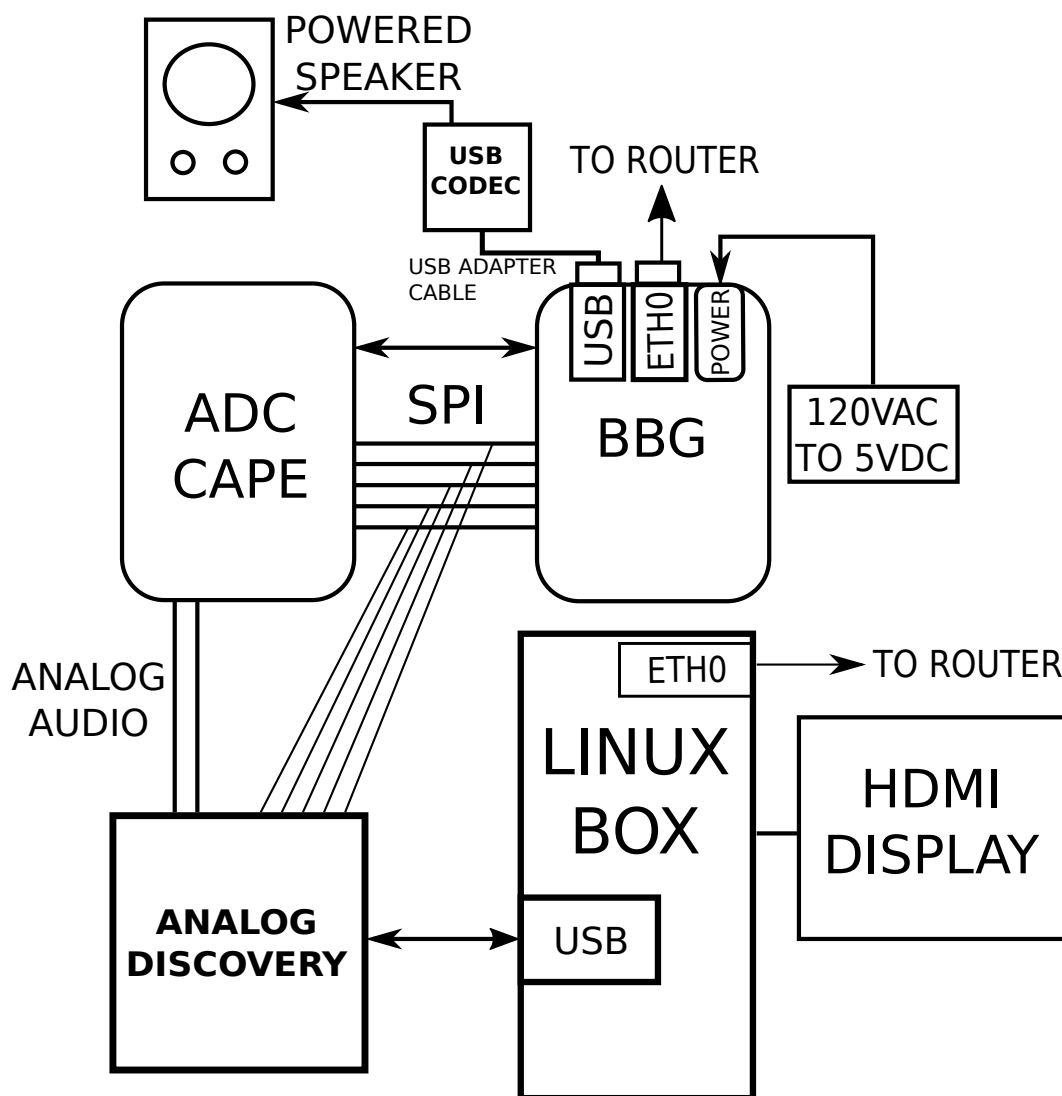 POWERED
SPEAKER
USB
CODEC
TO ROUTER
USB ADAPTER
CABLE
USB
ETH0
POWER
ADC
CAPE
SPI
BBG
120VAC
TO 5VDC
ANALOG
AUDIO
ETH0
TO ROUTER
LINUX
BOX
HDMI
DISPLAY
ANALOG
DISCOVERY
USB